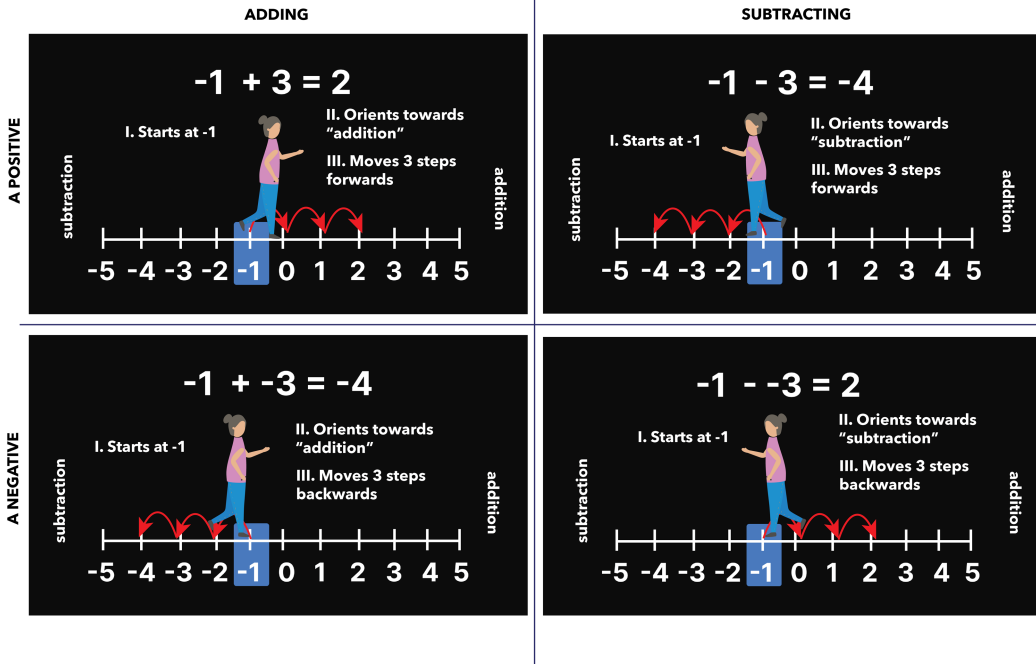 ADDING
SUBTRACTING
A POSITIVE
-1 + 3 = 2
I. Starts at -1
II. Orients towards
“addition”
III. Moves 3 steps
forwards
subtraction
addition
-5 -4 -3 -2 -1 0 1 2 3 4 5
-1 - 3 = -4
I. Starts at -1
II. Orients towards
“subtraction”
III. Moves 3 steps
forwards
subtraction
addition
-5 -4 -3 -2 -1 0 1 2 3 4 5
A NEGATIVE
-1 + -3 = -4
I. Starts at -1
II. Orients towards
“addition”
III. Moves 3 steps
backwards
subtraction
addition
-5 -4 -3 -2 -1 0 1 2 3 4 5
-1 - -3 = 2
I. Starts at -1
II. Orients towards
“subtraction”
III. Moves 3 steps
backwards
subtraction
addition
-5 -4 -3 -2 -1 0 1 2 3 4 5